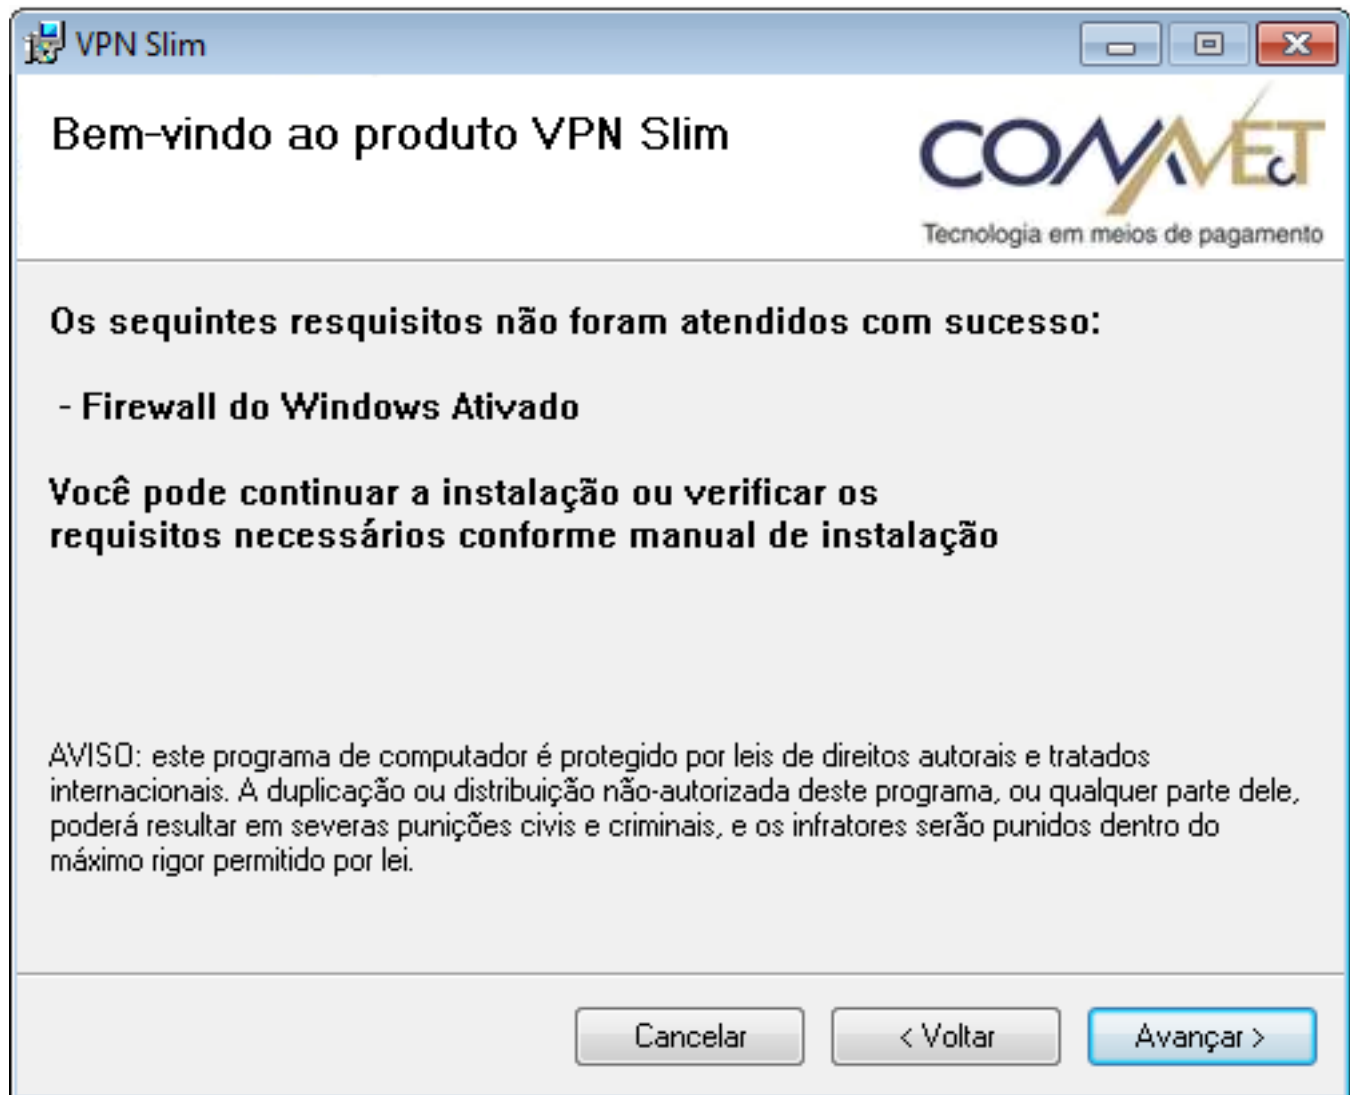 VPN Slim
Bem-vindo ao produto VPN Slim
CONNECT
Tecnologia em meios de pagamento
Os sequintes resquisitos não foram atendidos com sucesso:
- Firewall do Windows Ativado
Você pode continuar a instalação ou verificar os
requisitos necessários conforme manual de instalação
AVISO: este programa de computador é protegido por leis de direitos autorais e tratados
internacionais. A duplicação ou distribuição não-autorizada deste programa, ou qualquer parte dele,
poderá resultar em severas punições civis e criminais, e os infratores serão punidos dentro do
máximo rigor permitido por lei.
Cancelar
< Voltar
Avançar >